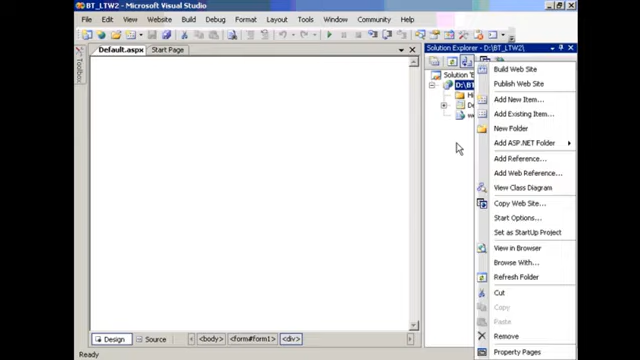 BT_LTW2 - Microsoft Visual Studio
File Edit View Website Build Debug Format Layout Tools Window Community Help
Default.aspx Start Page
Solution Explorer - D:\BT_LTW2\
Toolbox
Solution
D:\BT
Build Web Site
Publish Web Site
Add New Item...
Add Existing Item...
New Folder
Add ASP.NET Folder
Add Reference...
Add Web Reference...
View Class Diagram
Copy Web Site...
Start Options...
Set as StartUp Project
View in Browser
Browse With...
Refresh Folder
Cut
Copy
Paste
Remove
Property Pages
Design Source <body> <form#form1> <div>
Ready